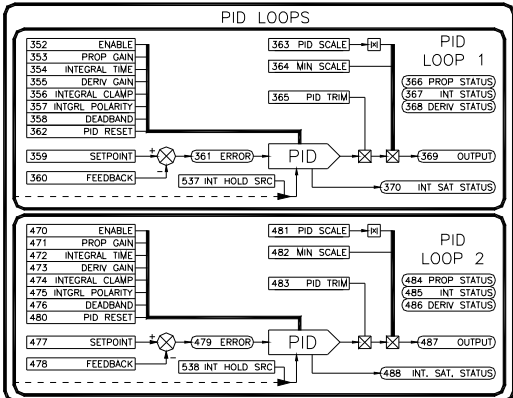 PID LOOPS
352 ENABLE
353 PROP GAIN
354 INTEGRAL TIME
355 DERIV GAIN
356 INTEGRAL CLAMP
357 INTGRL POLARITY
358 DEADBAND
362 PID RESET
359 SETPOINT
360 FEEDBACK
+
-
361 ERROR
537 INT HOLD SRC
PID
363 PID SCALE
364 MIN SCALE
365 PID TRIM
PID
LOOP 1
366 PROP STATUS
367 INT STATUS
368 DERIV STATUS
369 OUTPUT
370 INT SAT STATUS
470 ENABLE
471 PROP GAIN
472 INTEGRAL TIME
473 DERIV GAIN
474 INTEGRAL CLAMP
475 INTGRL POLARITY
476 DEADBAND
480 PID RESET
477 SETPOINT
478 FEEDBACK
+
-
479 ERROR
538 INT HOLD SRC
PID
481 PID SCALE
482 MIN SCALE
483 PID TRIM
PID
LOOP 2
484 PROP STATUS
485 INT STATUS
486 DERIV STATUS
487 OUTPUT
488 INT. SAT. STATUS